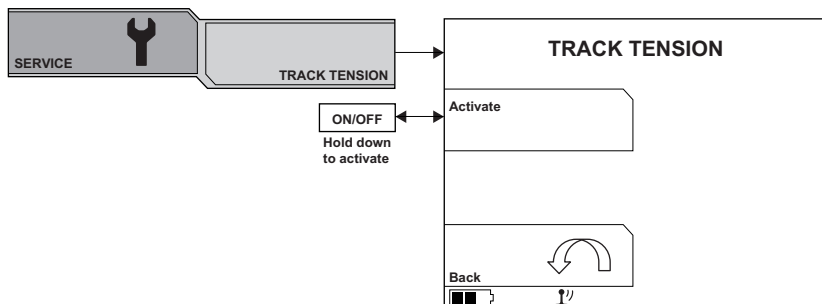 SERVICE
TRACK TENSION
TRACK TENSION
ON/OFF
Hold down
to activate
Activate
Back